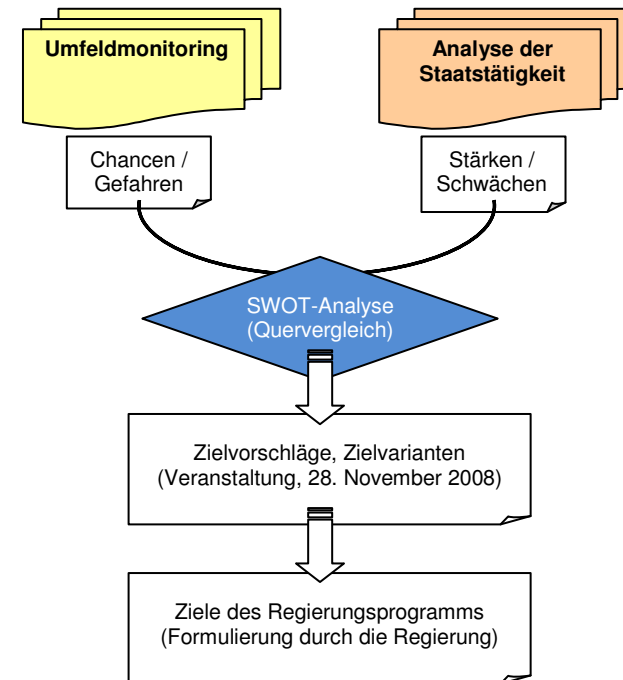 Umfeldmonitoring
Analyse der
Staatstätigkeit
Chancen /
Gefahren
Stärken /
Schwächen
SWOT-Analyse
(Quervergleich)
Zielvorschläge, Zielvarianten
(Veranstaltung, 28. November 2008)
Ziele des Regierungsprogramms
(Formulierung durch die Regierung)